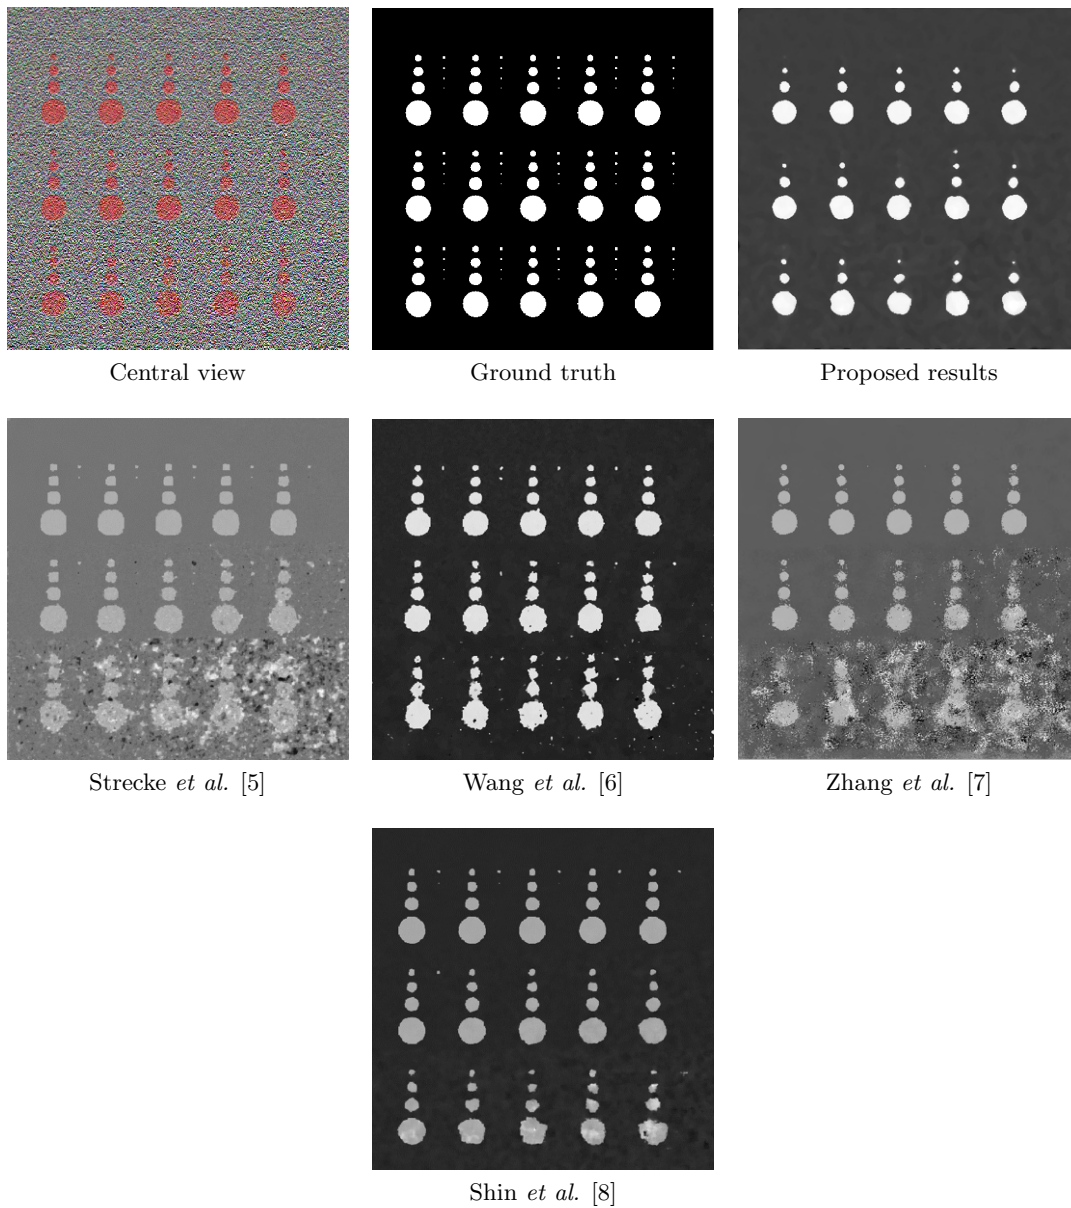 Central view
Ground truth
Proposed results
Strecke et al. [5]
Wang et al. [6]
Zhang et al. [7]
Shin et al. [8]